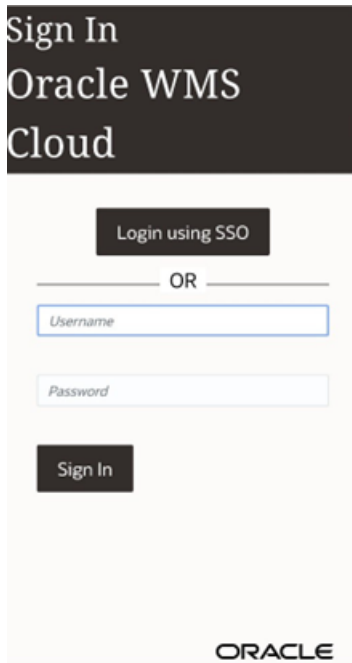 Sign In
Oracle WMS
Cloud
Login using SSO
OR
Username
Password
Sign In
ORACLE